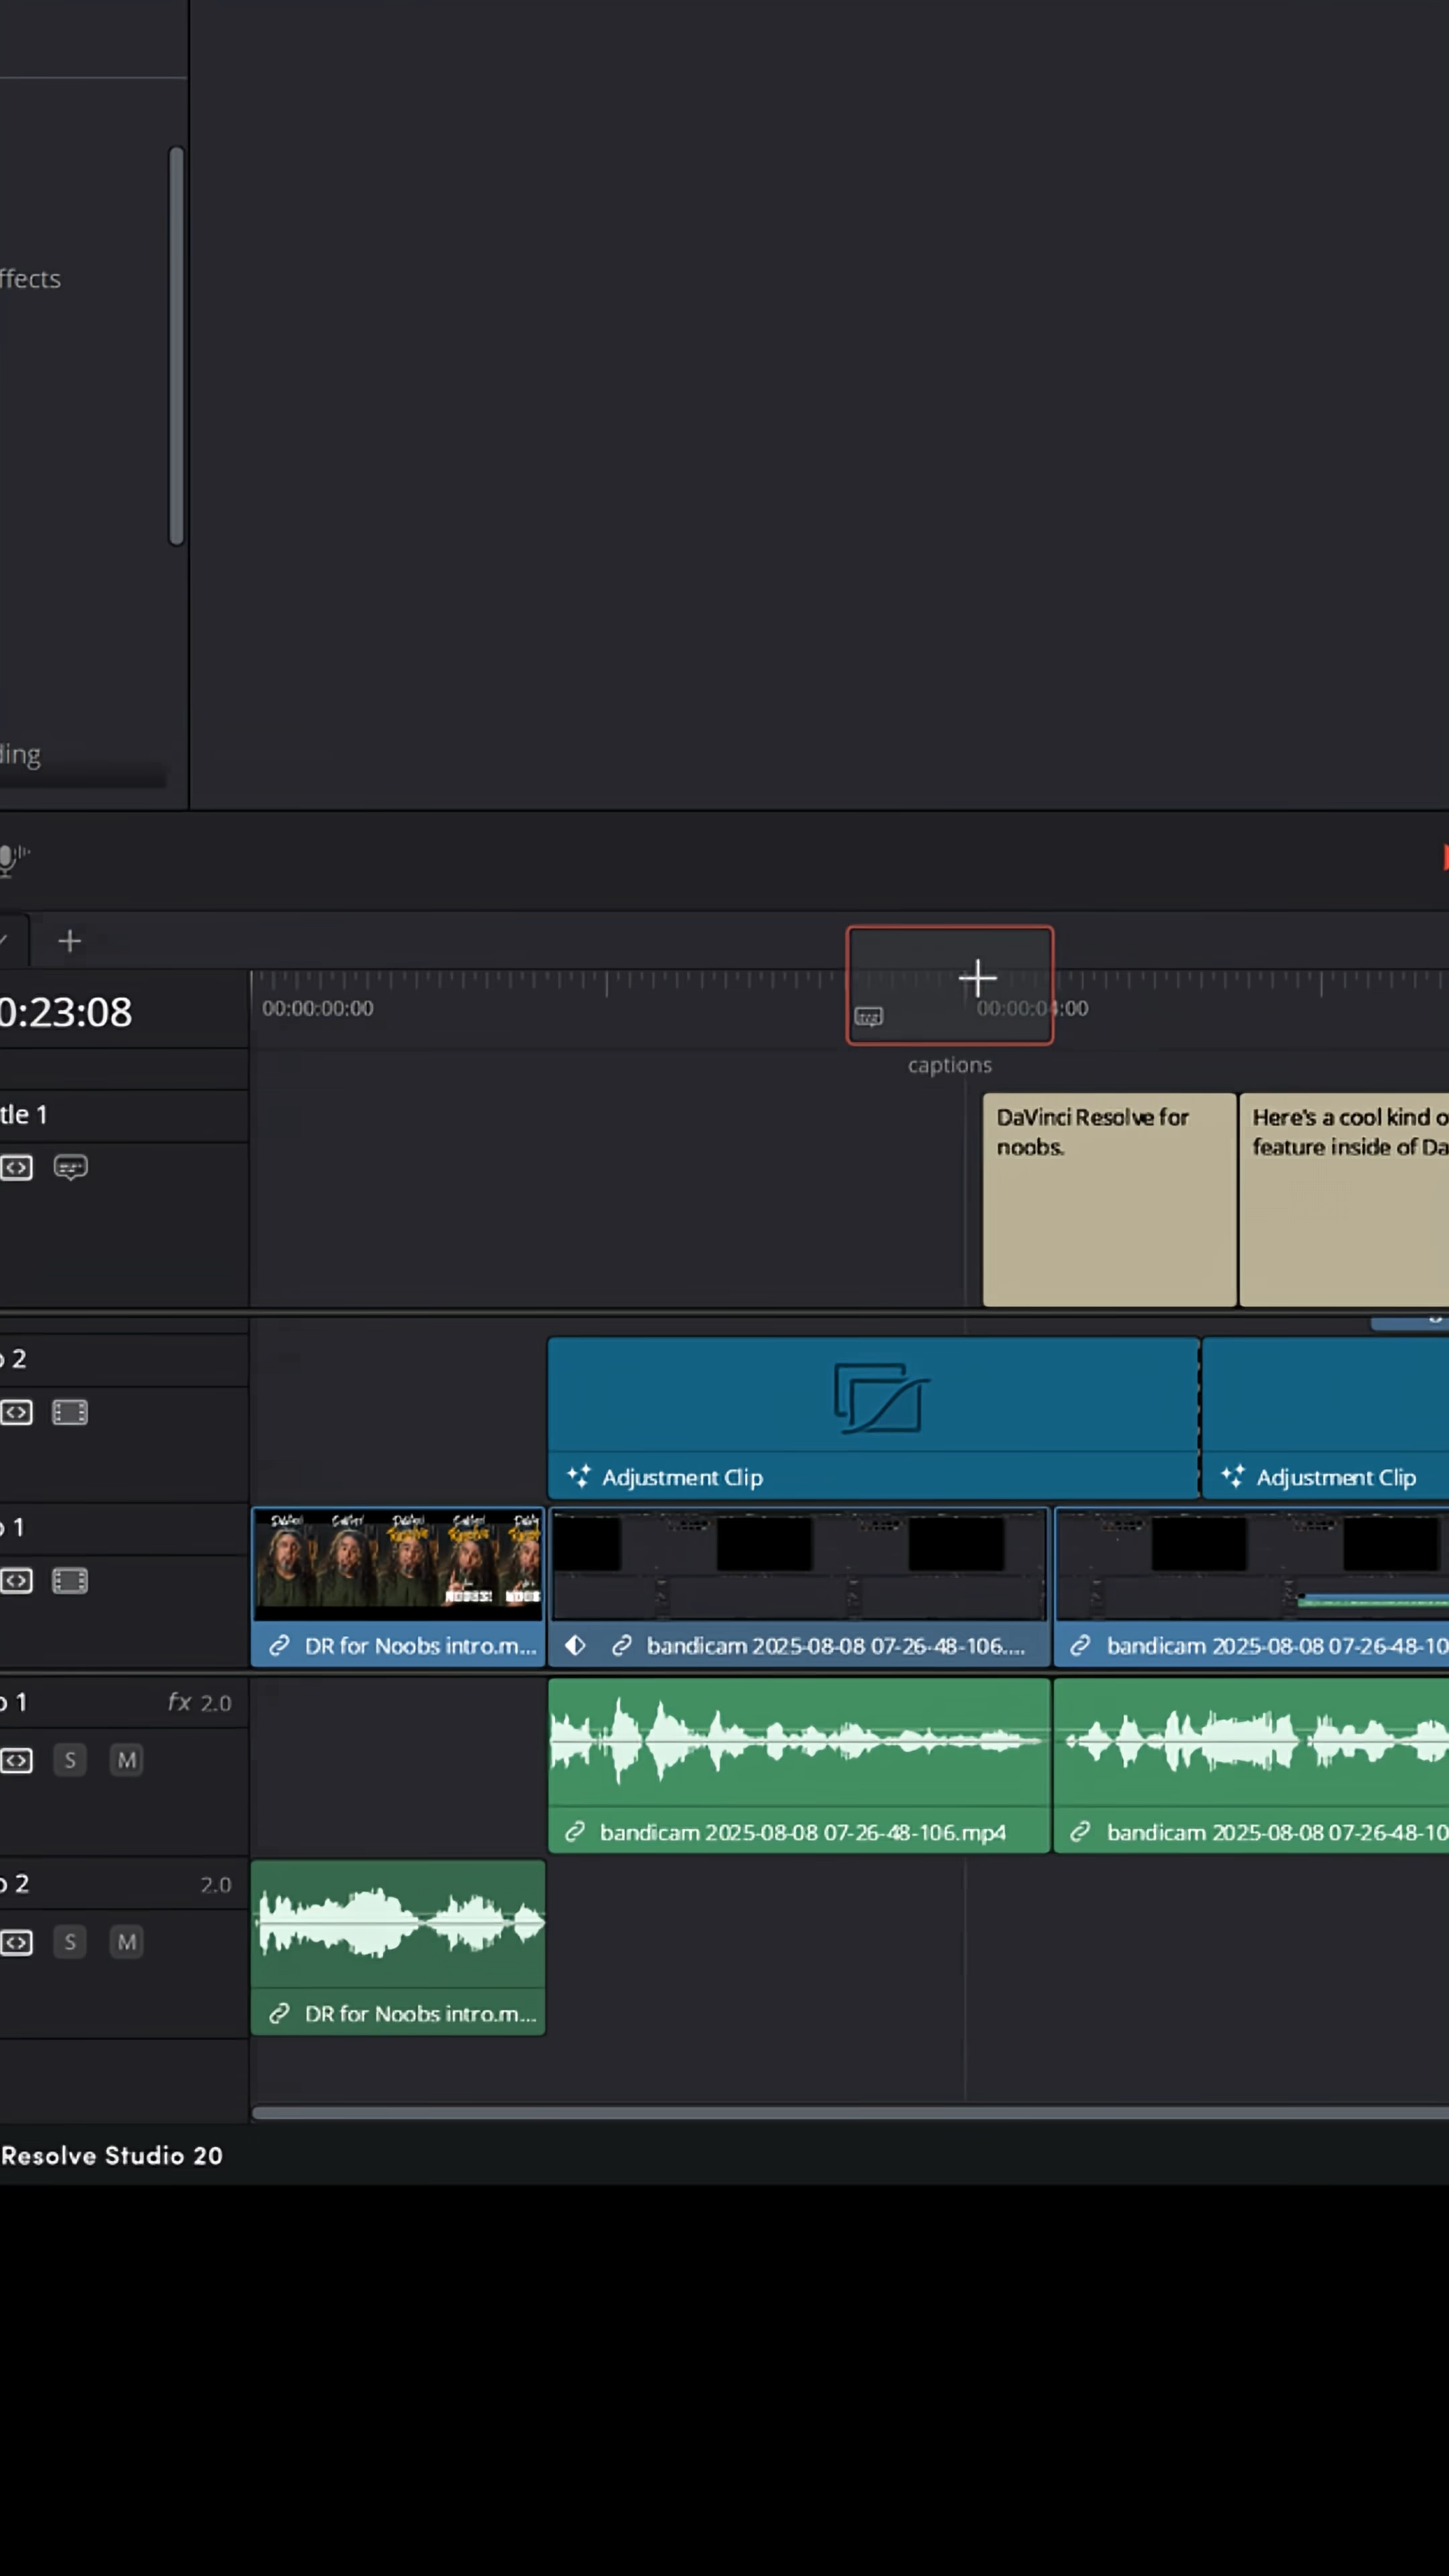 ffects
ding
0:23:08
00:00:00:00
00:00:04:00
captions
tle 1
DaVinci Resolve for
noobs.
Here's a cool kind o
feature inside of Da
o 2
Adjustment Clip
Adjustment Clip
o 1
DR for Noobs intro.m...
bandicam 2025-08-08 07-26-48-106....
bandicam 2025-08-08 07-26-48-10
o 1
fx 2.0
S M
bandicam 2025-08-08 07-26-48-106.mp4
bandicam 2025-08-08 07-26-48-10
o 2
2.0
S M
DR for Noobs intro.m...
Resolve Studio 20